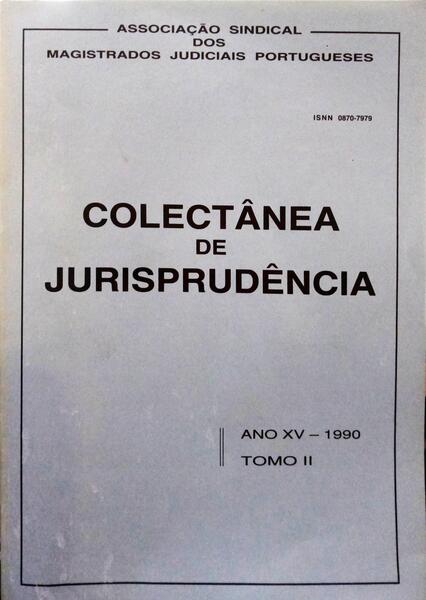 ASSOCIAÇÃO SINDICAL
DOS
MAGISTRADOS JUDICIAIS PORTUGUESES
ISNN 0870-7979
COLECTÂNEA
DE
JURISPRUDÊNCIA
ANO XV – 1990
TOMO II